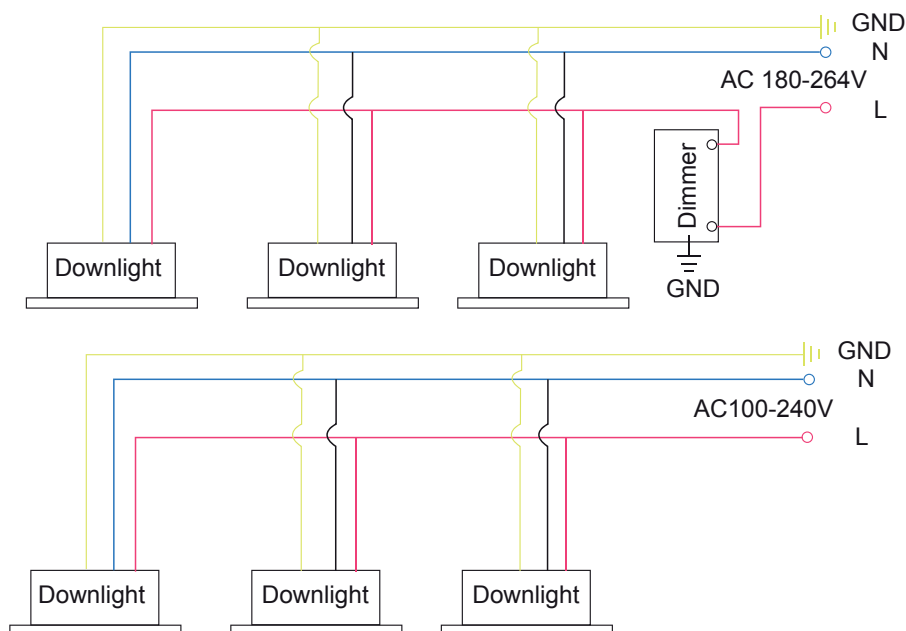 GND
N
AC 180-264V
L
Dimmer
Downlight Downlight Downlight
GND
GND
N
AC100-240V
L
Downlight Downlight Downlight